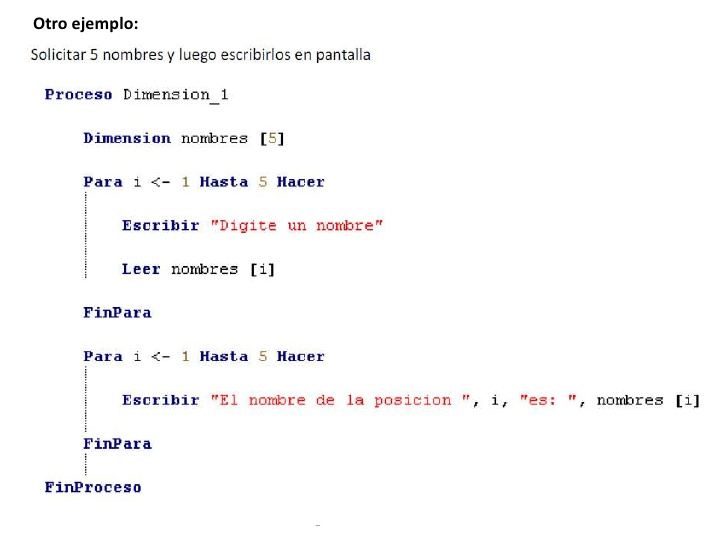 Otro ejemplo:
Solicitar 5 nombres y luego escribirlos en pantalla
Proceso Dimension_1
Dimension nombres [5]
Para i <- 1 Hasta 5 Hacer
Escribir "Digite un nombre"
Leer nombres [i]
FinPara
Para i <- 1 Hasta 5 Hacer
Escribir "El nombre de la posicion ", i, "es: ", nombres [i]
FinPara
FinProceso